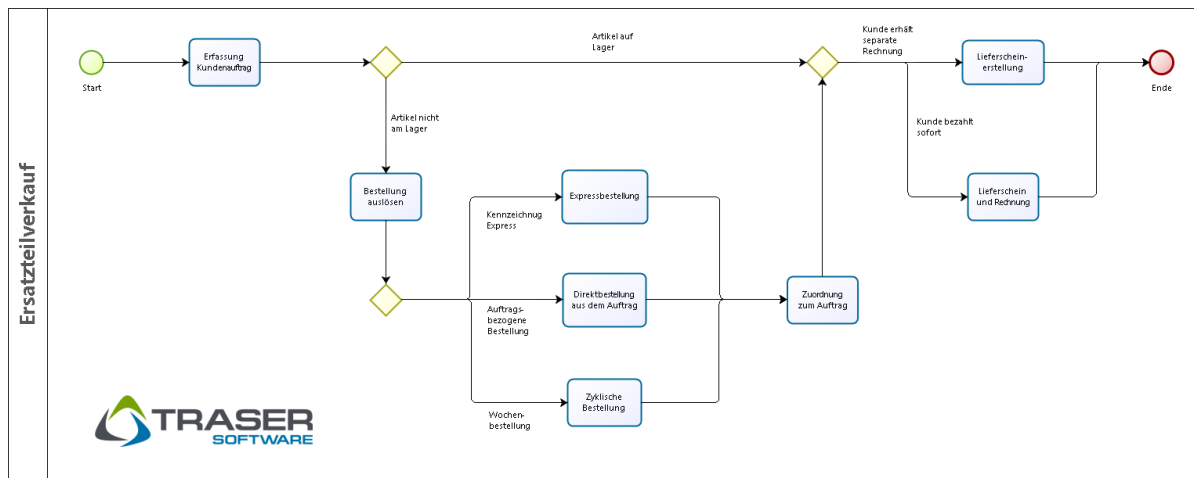 Ersatzteilverkauf
Start
Erfassung
Kundenauftrag
Artikel auf
Lager
Kunde erhält
separate
Rechnung
Lieferschein-
erstellung
Ende
Artikel nicht
am Lager
Kunde bezahlt
sofort
Bestellung
auslösen
Kennzeichnug
Express
Expressbestellung
Lieferschein
und Rechnung
Auftrags-
bezogene
Bestellung
Direktbestellung
aus dem Auftrag
Zuordnung
zum Auftrag
Wochen-
bestellung
Zyklische
Bestellung
TRASER
SOFTWARE